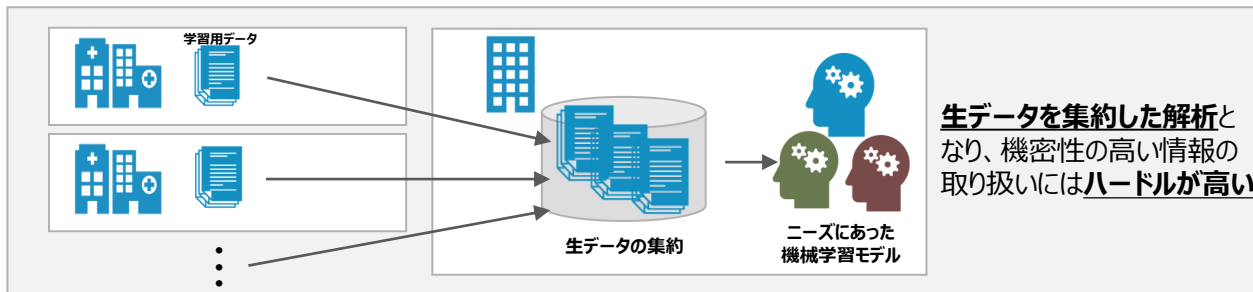 学習用データ
生データの集約
ニーズにあった
機械学習モデル
生データを集約した解析と
なり、機密性の高い情報の
取り扱いにはハードルが高い